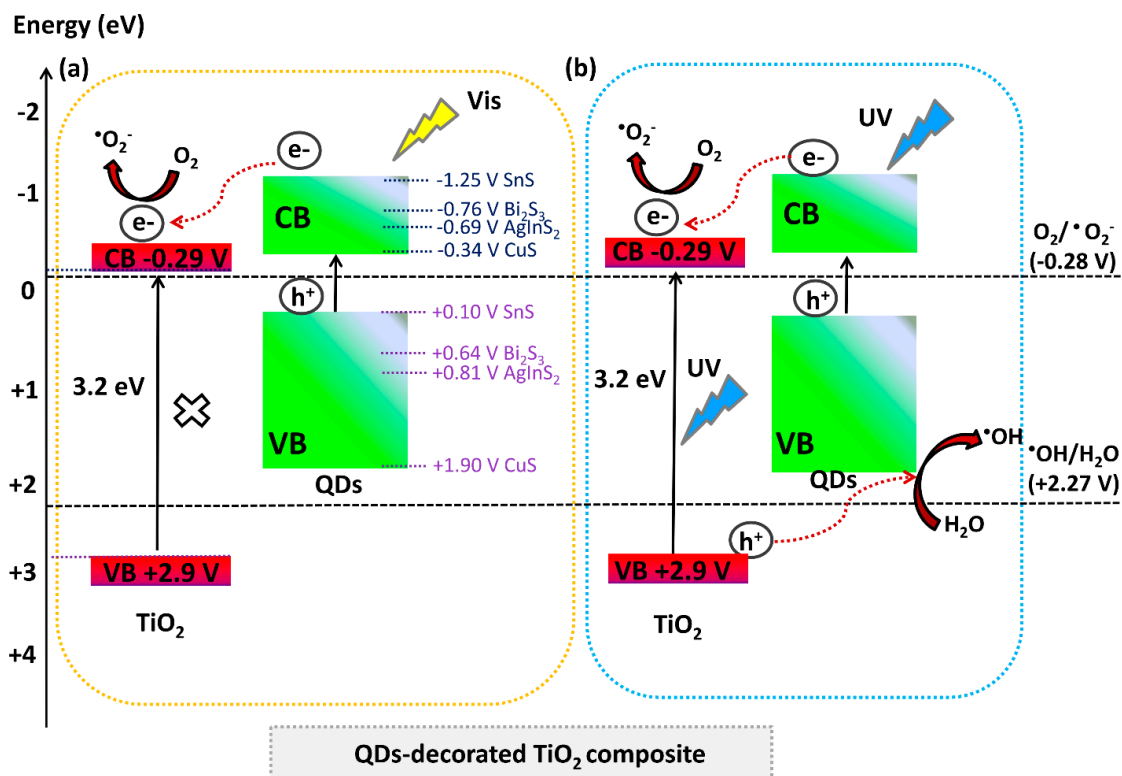 Energy (eV)
(a)
-2
-1
0
+1
+2
+3
+4
Vis
•O₂⁻
O₂
e-
e-
CB -0.29 V
CB
-1.25 V SnS
-0.76 V Bi₂S₃
-0.69 V AgInS₂
-0.34 V CuS
h⁺
+0.10 V SnS
+0.64 V Bi₂S₃
+0.81 V AgInS₂
3.2 eV
VB
+1.90 V CuS
QDs
VB +2.9 V
TiO₂
(b)
UV
•O₂⁻
O₂
e-
e-
CB -0.29 V
CB
O₂/•O₂⁻
(-0.28 V)
h⁺
UV
3.2 eV
VB
•OH
•OH/H₂O
(+2.27 V)
QDs
H₂O
h⁺
VB +2.9 V
TiO₂
QDs-decorated TiO₂ composite